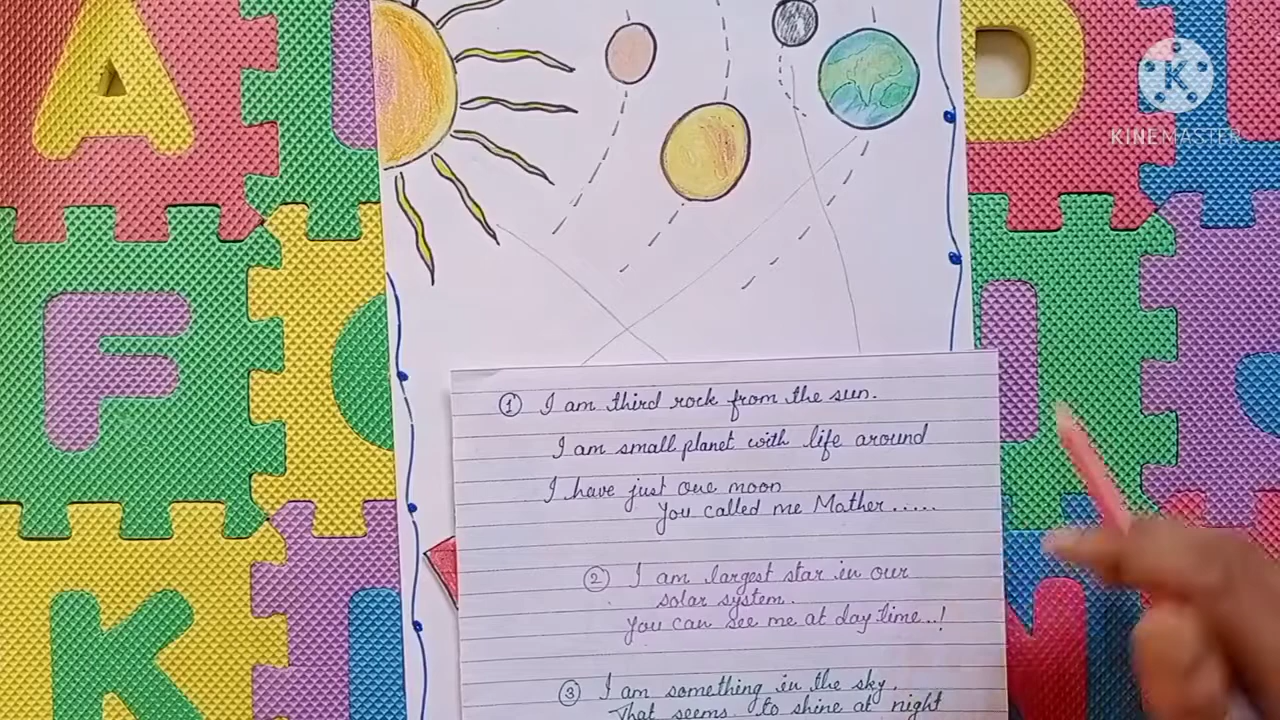 A
D
K
KINEMASTER
F
I
K
① I am third rock from the sun.
I am small planet with life around
I have just one moon
You called me Mather.....
② I am largest star in our
solar system.
You can see me at day time..!
③ I am something in the sky.
That seems to shine at night